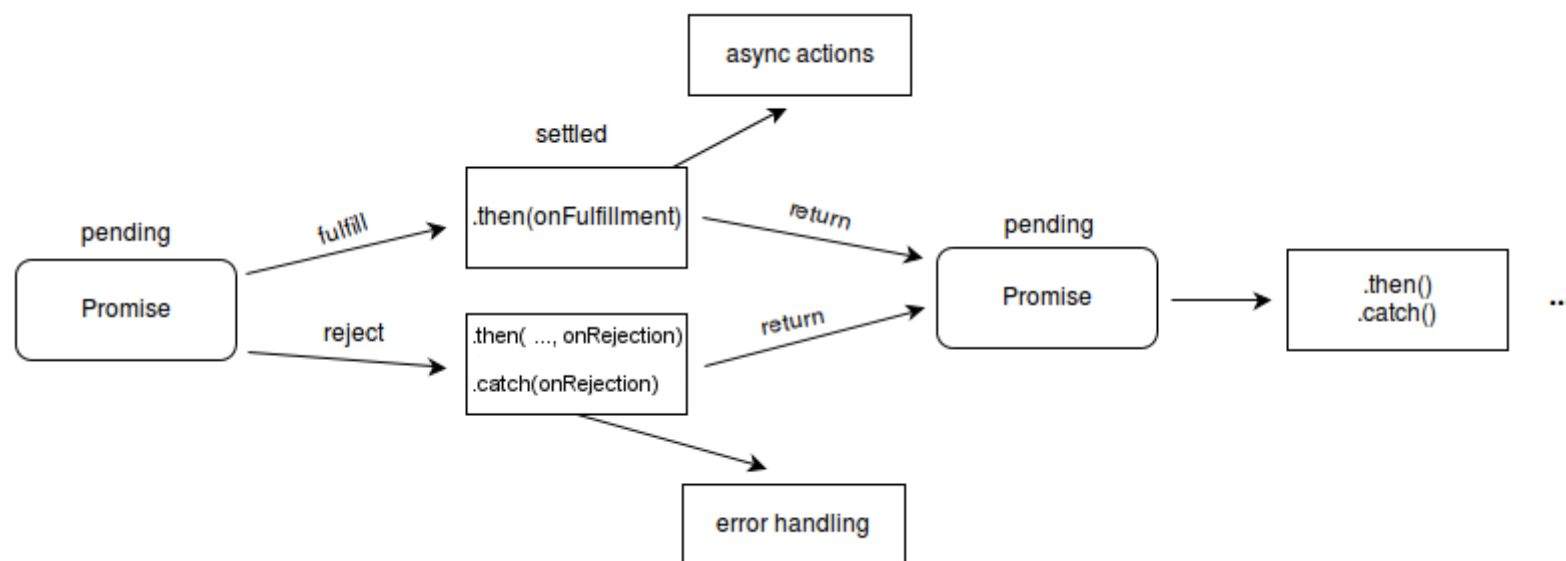 async actions
settled
.then(onFulfillment)
fulfill
return
pending
Promise
reject
.then( ..., onRejection)
.catch(onRejection)
return
pending
Promise
.then()
.catch()
...
error handling